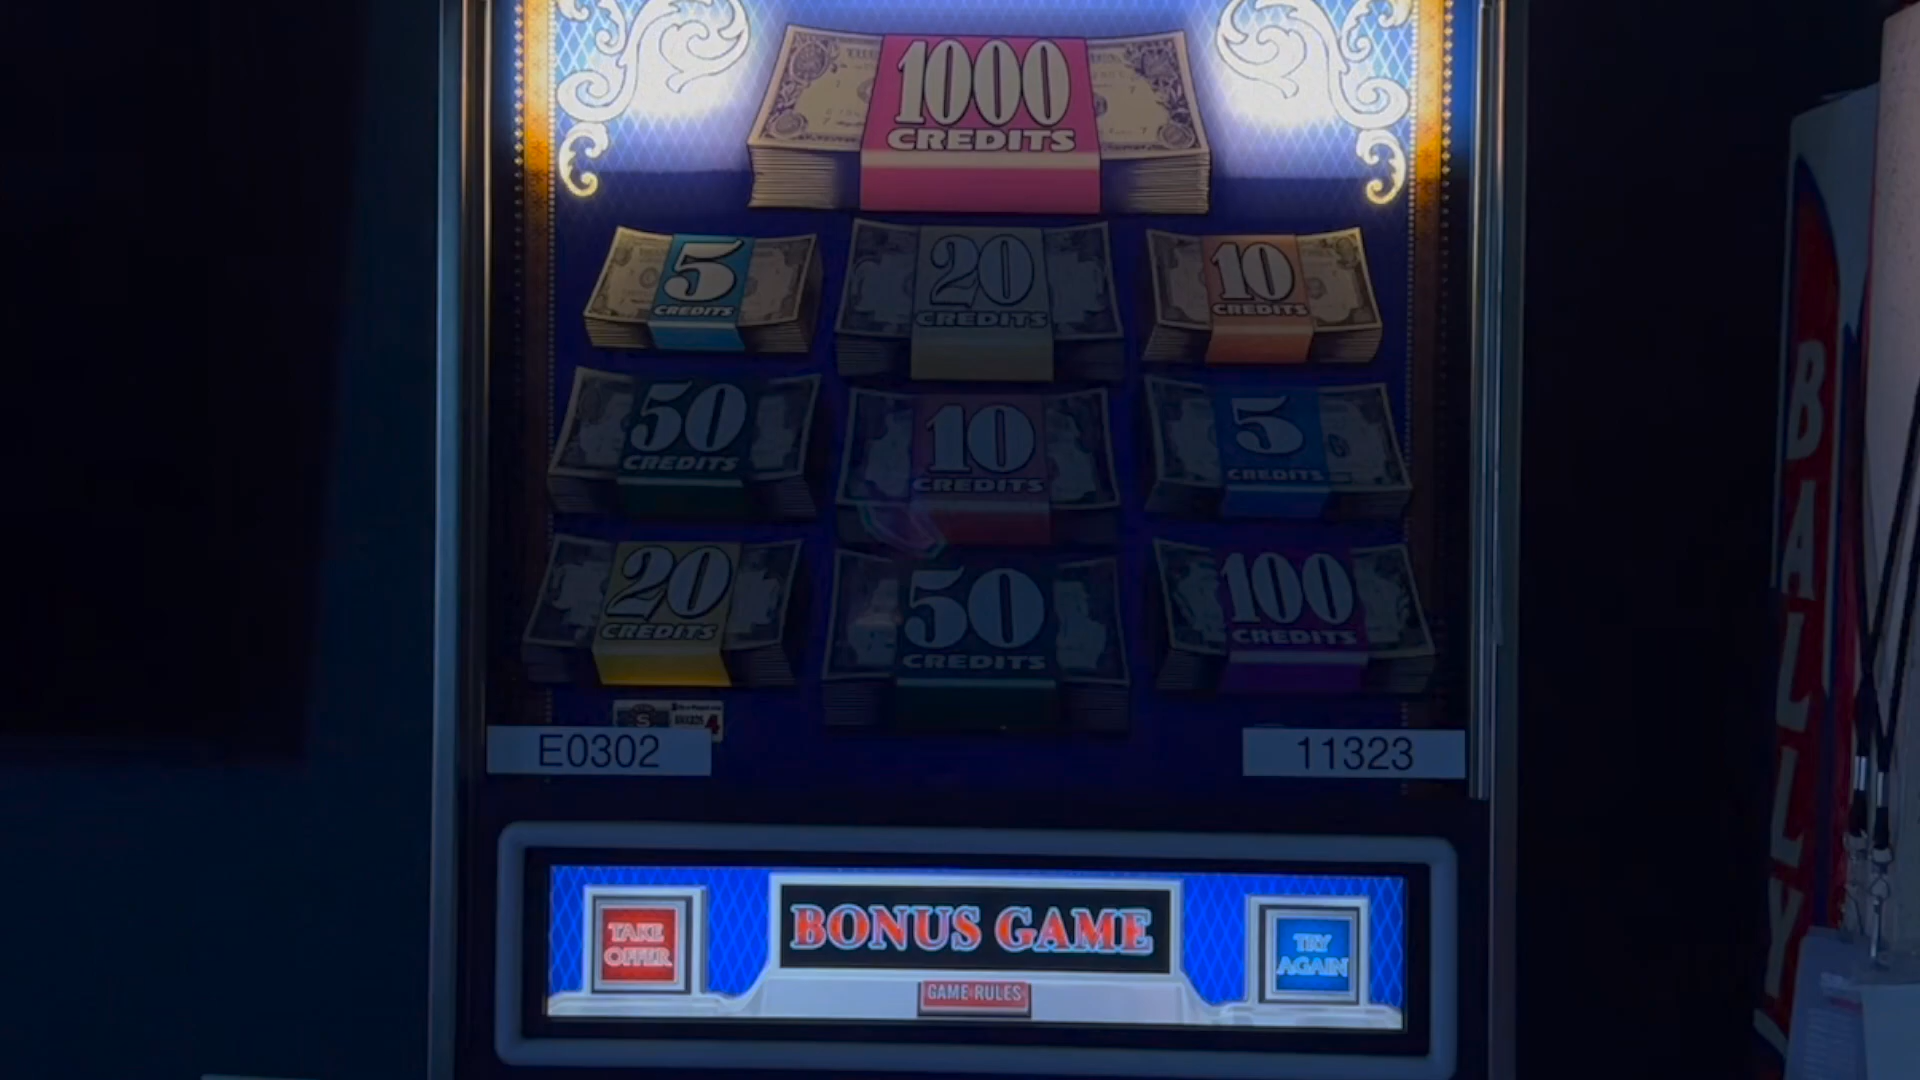 1000
CREDITS
5
CREDITS
20
CREDITS
10
CREDITS
50
CREDITS
10
CREDITS
5
CREDITS
20
CREDITS
50
CREDITS
100
CREDITS
E0302
11323
TAKE
OFFER
BONUS GAME
TRY
AGAIN
GAME RULES
BALLY